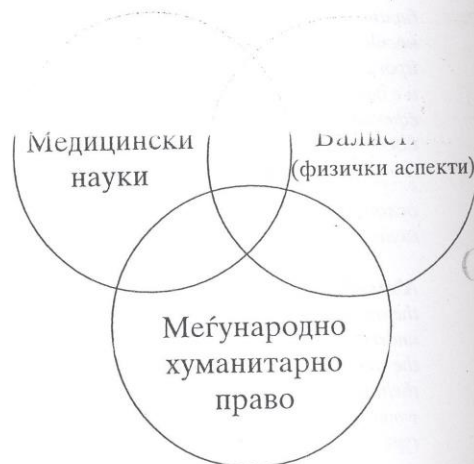 Медицински
науки
(физички аспекти)
Меѓународно
хуманитарно
право